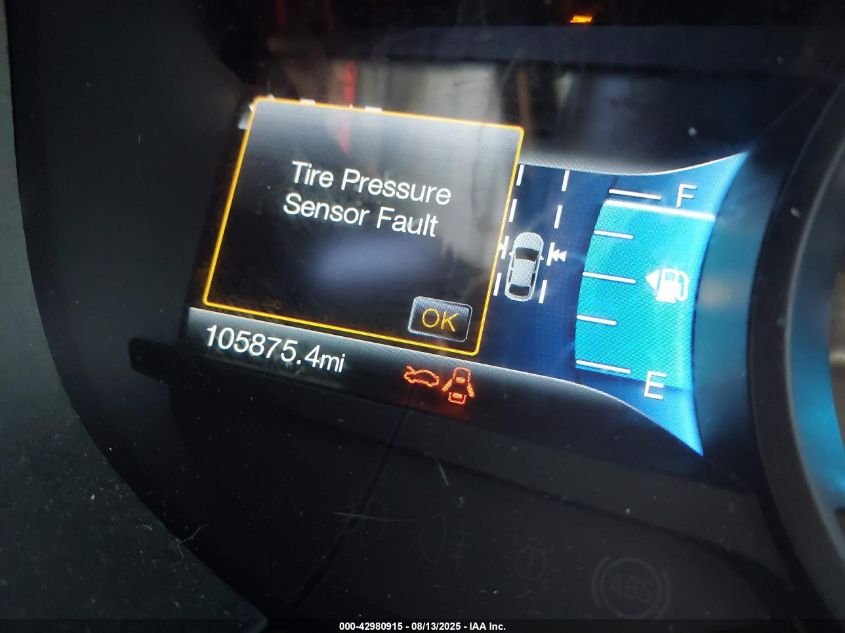 Tire Pressure
Sensor Fault
OK
105875.4mi
F
E
ABS
000-42980915 - 08/13/2025 - IAA Inc.